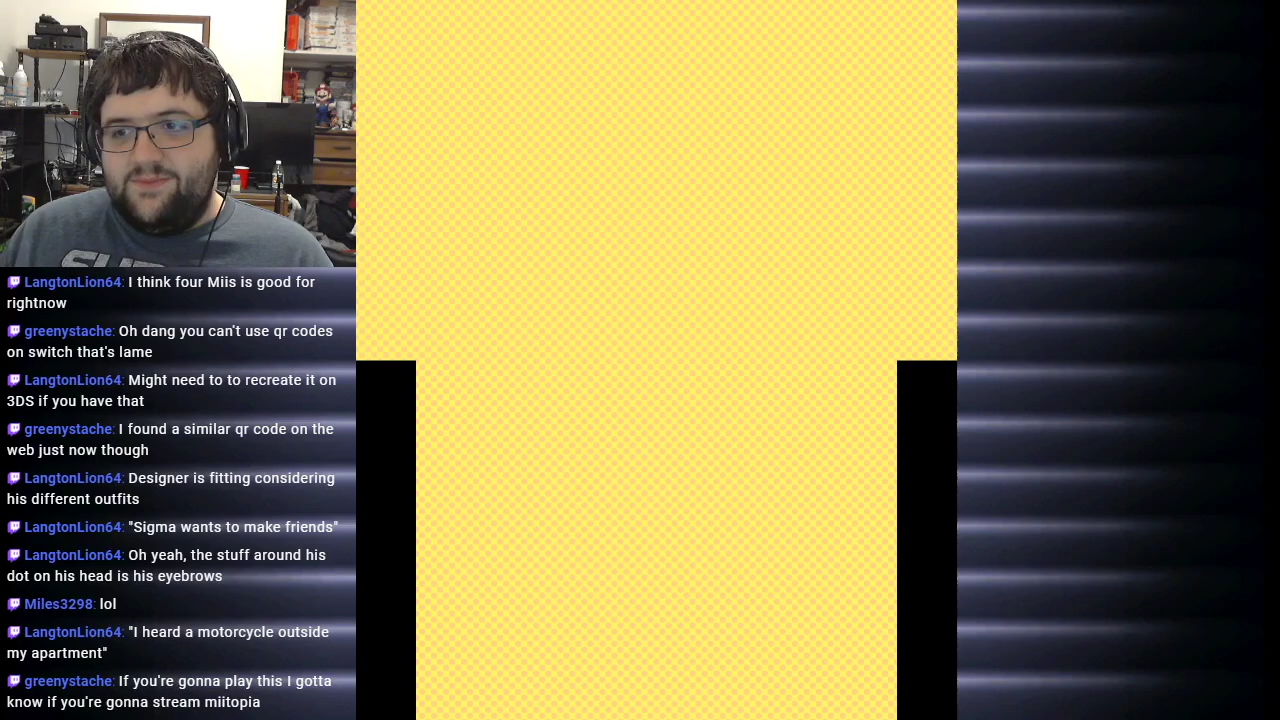 LangtonLion64: I think four Miis is good for
rightnow
greenystache: Oh dang you can't use qr codes
on switch that's lame
LangtonLion64: Might need to to recreate it on
3DS if you have that
greenystache: I found a similar qr code on the
web just now though
LangtonLion64: Designer is fitting considering
his different outfits
LangtonLion64: "Sigma wants to make friends"
LangtonLion64: Oh yeah, the stuff around his
dot on his head is his eyebrows
Miles3298: lol
LangtonLion64: "I heard a motorcycle outside
my apartment"
greenystache: If you're gonna play this I gotta
know if you're gonna stream miitopia